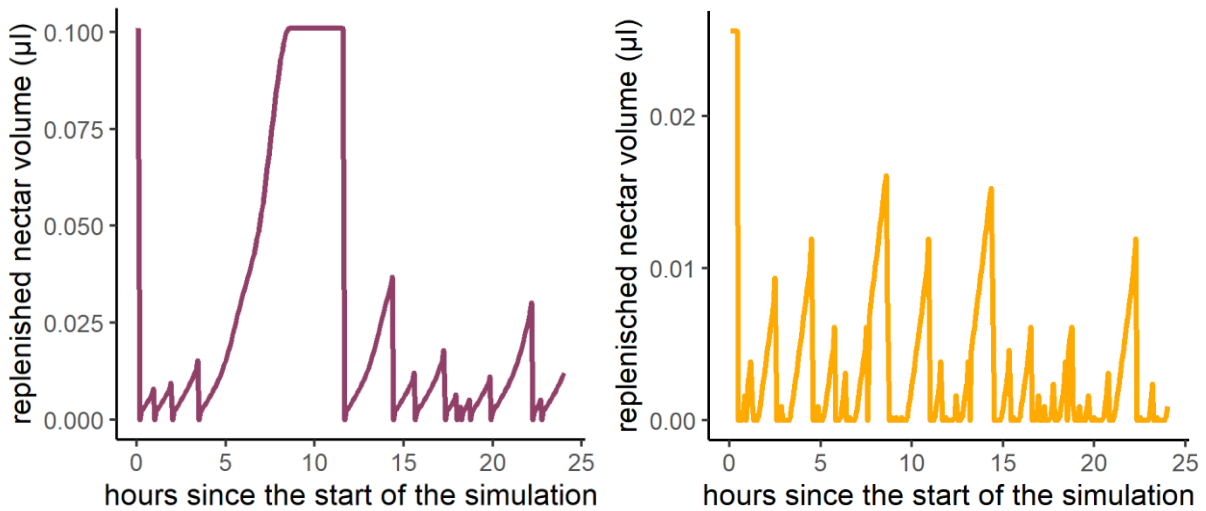 replenished nectar volume (µl)
0.100
0.075
0.050
0.025
0.000
0 5 10 15 20 25
hours since the start of the simulation
replenisched nectar volume (µl)
0.02
0.01
0.00
0 5 10 15 20 25
hours since the start of the simulation